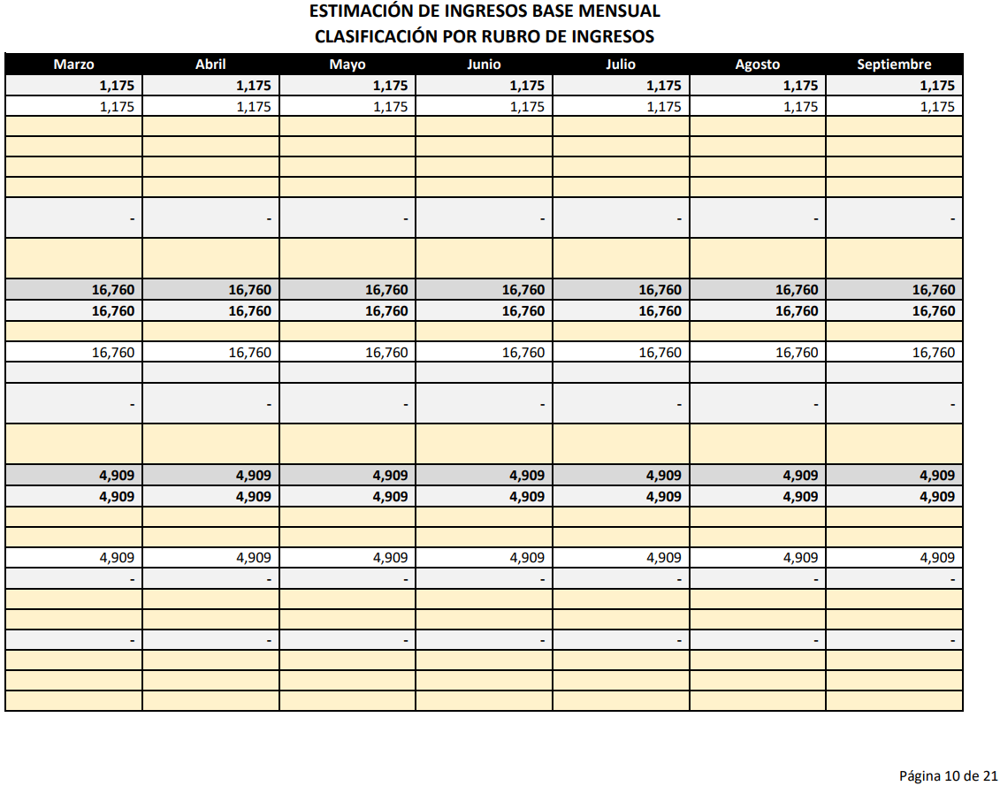 ESTIMACIÓN DE INGRESOS BASE MENSUAL
CLASIFICACIÓN POR RUBRO DE INGRESOS
Marzo Abril Mayo Junio Julio Agosto Septiembre
1,175 1,175 1,175 1,175 1,175 1,175 1,175
1,175 1,175 1,175 1,175 1,175 1,175 1,175
- - - - - - -
16,760 16,760 16,760 16,760 16,760 16,760 16,760
16,760 16,760 16,760 16,760 16,760 16,760 16,760
16,760 16,760 16,760 16,760 16,760 16,760 16,760
- - - - - - -
4,909 4,909 4,909 4,909 4,909 4,909 4,909
4,909 4,909 4,909 4,909 4,909 4,909 4,909
4,909 4,909 4,909 4,909 4,909 4,909 4,909
- - - - - - -
- - - - - - -
Página 10 de 21